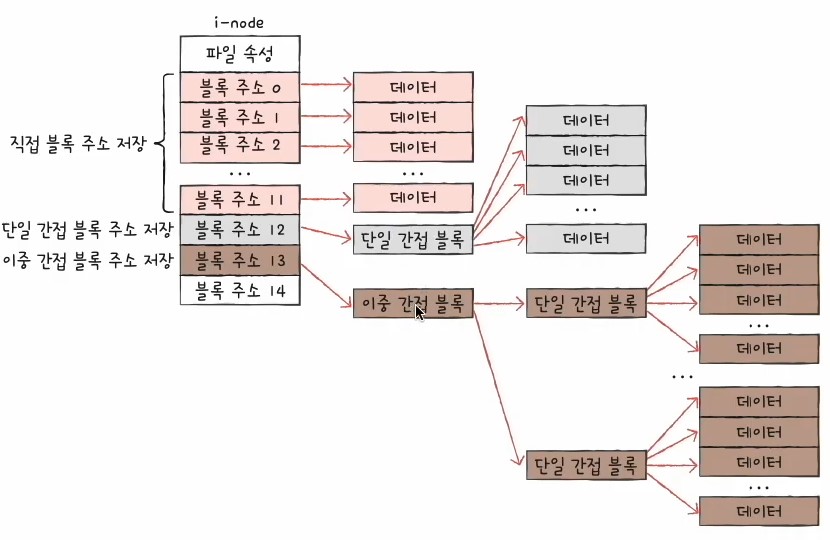 i-node
파일 속성
직접 블록 주소 저장
블록 주소 0
블록 주소 1
블록 주소 2
...
블록 주소 11
단일 간접 블록 주소 저장
블록 주소 12
이중 간접 블록 주소 저장
블록 주소 13
블록 주소 14
데이터
데이터
데이터
...
데이터
단일 간접 블록
데이터
데이터
데이터
...
데이터
이중 간접 블록
단일 간접 블록
데이터
데이터
데이터
...
데이터
...
단일 간접 블록
데이터
데이터
데이터
...
데이터